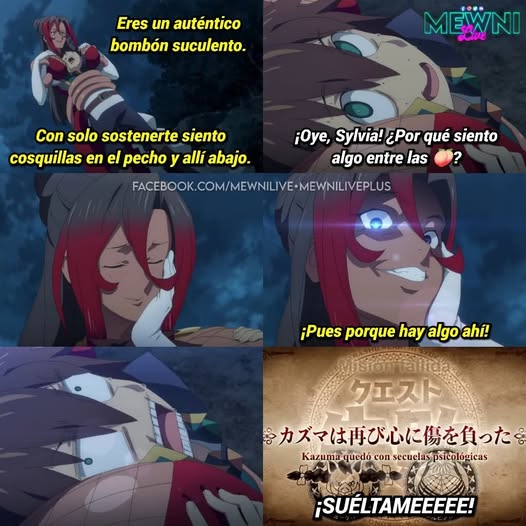 Eres un auténtico
bombón suculento.
MEWNI
Live
Con solo sostenerte siento
cosquillas en el pecho y allí abajo.
¡Oye, Sylvia! ¿Por qué siento
algo entre las 🍑?
FACEBOOK.COM/MEWNILIVE•MEWNILIVEPLUS
¡Pues porque hay algo ahí!
Misión fallida
クエスト
カズマは再び心に傷を負った
Kazuma quedó con secuelas psicológicas
¡SUÉLTAMEEEEE!